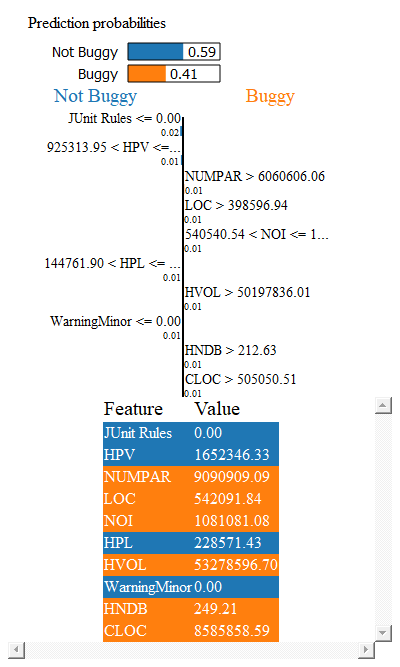 Prediction probabilities
Not Buggy 0.59
Buggy 0.41
Not Buggy Buggy
JUnit Rules <= 0.00
0.02
925313.95 < HPV <=...
0.01
NUMPAR > 6060606.06
0.01
LOC > 398596.94
0.01
540540.54 < NOI <= 1...
0.01
144761.90 < HPL <= ...
0.01
HVOL > 50197836.01
0.01
WarningMinor <= 0.00
0.01
HNDB > 212.63
0.01
CLOC > 505050.51
0.01
Feature Value
JUnit Rules 0.00
HPV 1652346.33
NUMPAR 9090909.09
LOC 542091.84
NOI 1081081.08
HPL 228571.43
HVOL 53278596.70
WarningMinor 0.00
HNDB 249.21
CLOC 8585858.59